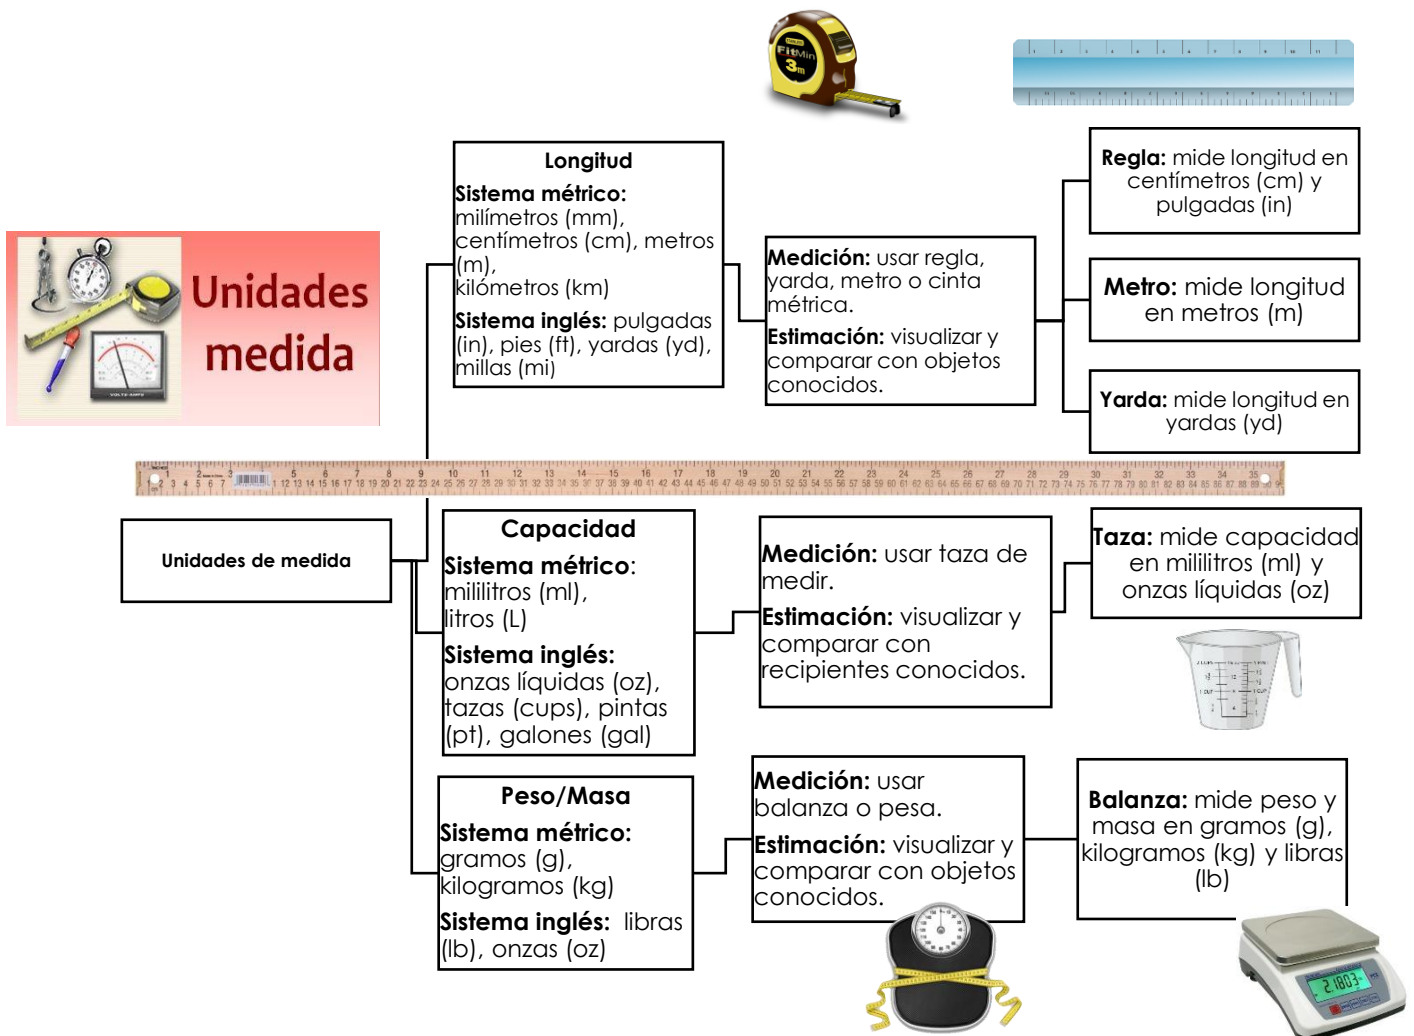 FitMin
3m
Unidades
medida
VOLTS-AMPS
Longitud
Sistema métrico:
milímetros (mm),
centímetros (cm), metros
(m),
kilómetros (km)
Sistema inglés: pulgadas
(in), pies (ft), yardas (yd),
millas (mi)
Medición: usar regla,
yarda, metro o cinta
métrica.
Estimación: visualizar y
comparar con objetos
conocidos.
Regla: mide longitud en
centímetros (cm) y
pulgadas (in)
Metro: mide longitud
en metros (m)
Yarda: mide longitud en
yardas (yd)
Unidades de medida
Capacidad
Sistema métrico:
mililitros (ml),
litros (L)
Sistema inglés:
onzas líquidas (oz),
tazas (cups), pintas
(pt), galones (gal)
Medición: usar taza de
medir.
Estimación: visualizar y
comparar con
recipientes conocidos.
Taza: mide capacidad
en mililitros (ml) y
onzas líquidas (oz)
Peso/Masa
Sistema métrico:
gramos (g),
kilogramos (kg)
Sistema inglés: libras
(lb), onzas (oz)
Medición: usar
balanza o pesa.
Estimación: visualizar y
comparar con objetos
conocidos.
Balanza: mide peso y
masa en gramos (g),
kilogramos (kg) y libras
(lb)
2.1803